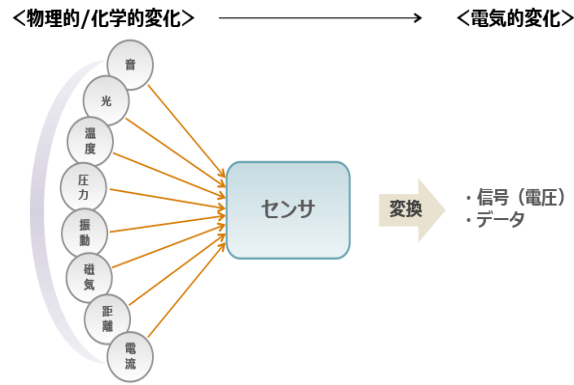 ＜物理的/化学的変化＞
＜電気的変化＞
音
光
温度
圧力
振動
磁気
距離
電流
センサ
変換
・信号（電圧）
・データ